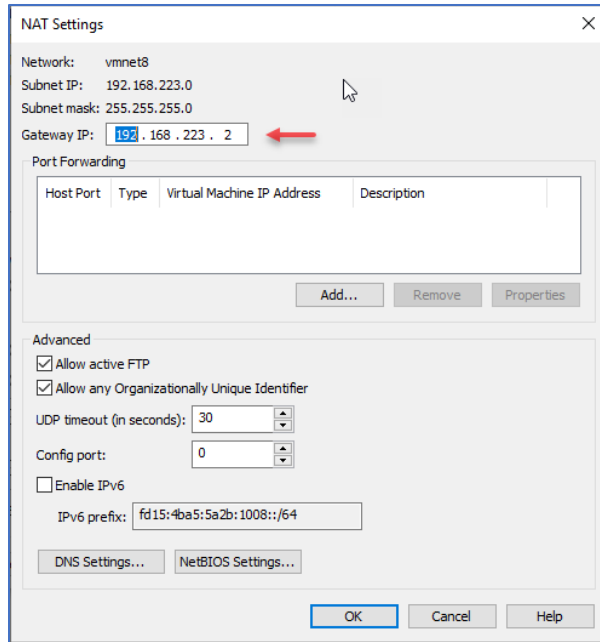 NAT Settings
Network: vmnet8
Subnet IP: 192.168.223.0
Subnet mask: 255.255.255.0
Gateway IP: 192 . 168 . 223 . 2
Port Forwarding
Host Port Type Virtual Machine IP Address Description
Add... Remove Properties
Advanced
Allow active FTP
Allow any Organizationally Unique Identifier
UDP timeout (in seconds): 30
Config port: 0
Enable IPv6
IPv6 prefix: fd15:4ba5:5a2b:1008::/64
DNS Settings... NetBIOS Settings...
OK Cancel Help